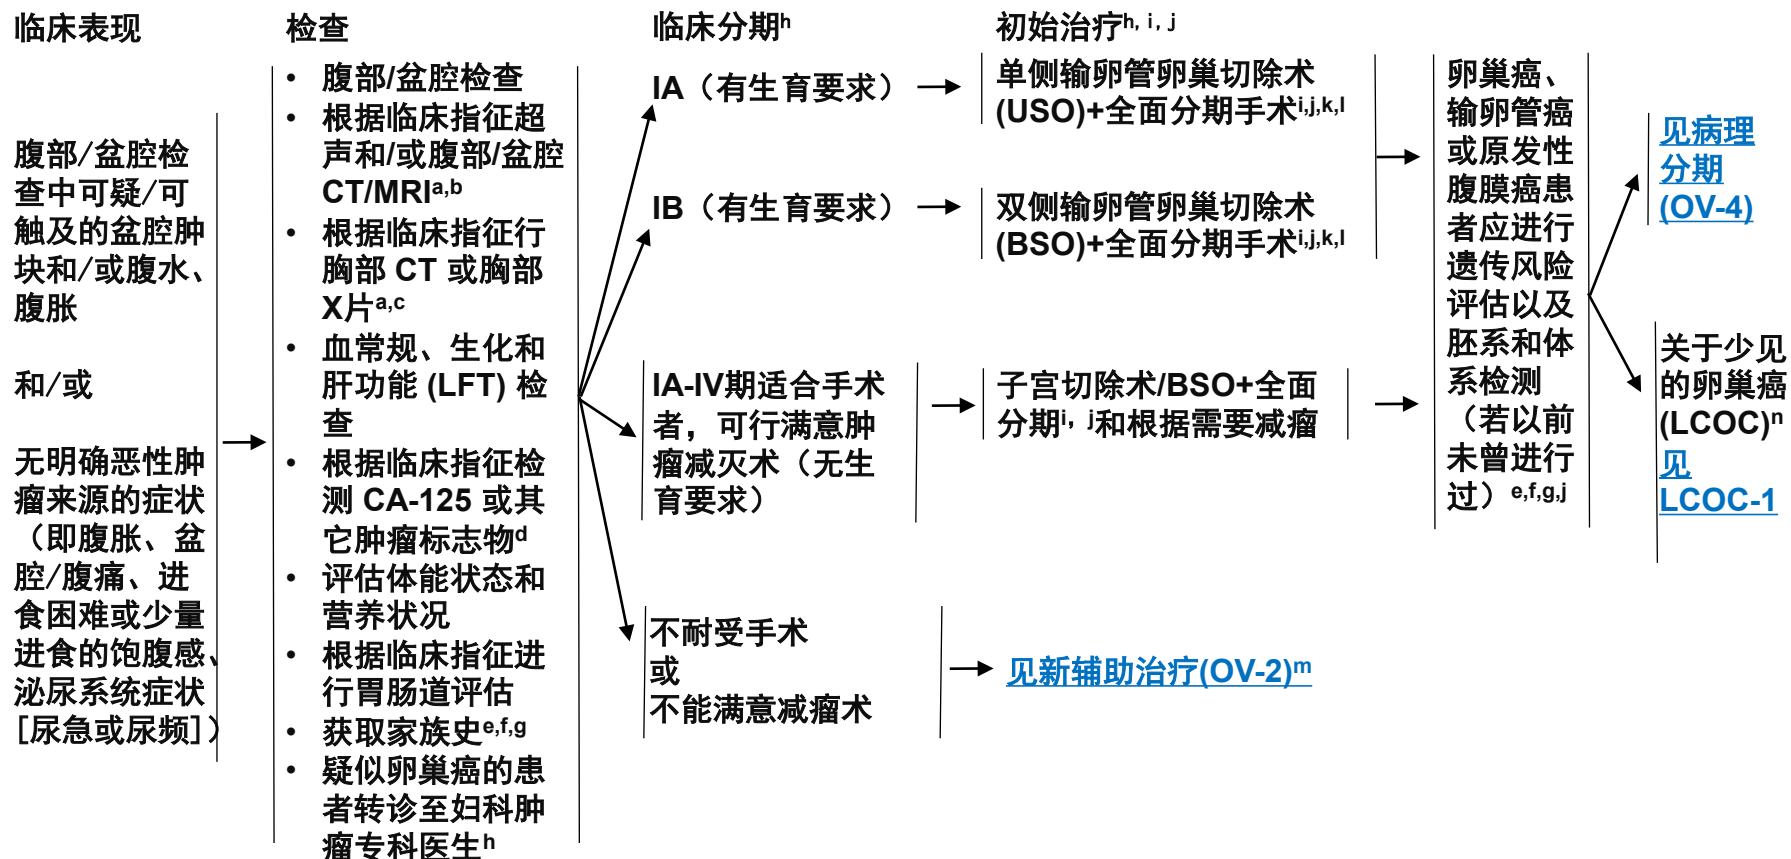 临床表现
腹部/盆腔检
查中可疑/可
触及的盆腔肿
块和/或腹水、
腹胀
和/或
无明确恶性肿
瘤来源的症状
（即腹胀、盆
腔/腹痛、进
食困难或少量
进食的饱腹感、
泌尿系统症状
[尿急或尿频]）
检查
• 腹部/盆腔检查
• 根据临床指征超
声和/或腹部/盆腔
CT/MRIa,b
• 根据临床指征行
胸部 CT 或胸部
X片a,c
• 血常规、生化和
肝功能 (LFT) 检
查
• 根据临床指征检
测 CA-125 或其
它肿瘤标志物d
• 评估体能状态和
营养状况
• 根据临床指征进
行胃肠道评估
• 获取家族史e,f,g
• 疑似卵巢癌的患
者转诊至妇科肿
瘤专科医生h
临床分期h
IA（有生育要求）
IB（有生育要求）
IA-IV期适合手术
者，可行满意肿
瘤减灭术（无生
育要求）
不耐受手术
或
不能满意减瘤术
初始治疗h, i, j
单侧输卵管卵巢切除术
(USO)+全面分期手术i,j,k,l
双侧输卵管卵巢切除术
(BSO)+全面分期手术i,j,k,l
子宫切除术/BSO+全面
分期i, j和根据需要减瘤
见新辅助治疗(OV-2)m
卵巢癌、
输卵管癌
或原发性
腹膜癌患
者应进行
遗传风险
评估以及
胚系和体
系检测
（若以前
未曾进行
过）e,f,g,j
见病理
分期
(OV-4)
关于少见
的卵巢癌
(LCOC)n
见
LCOC-1